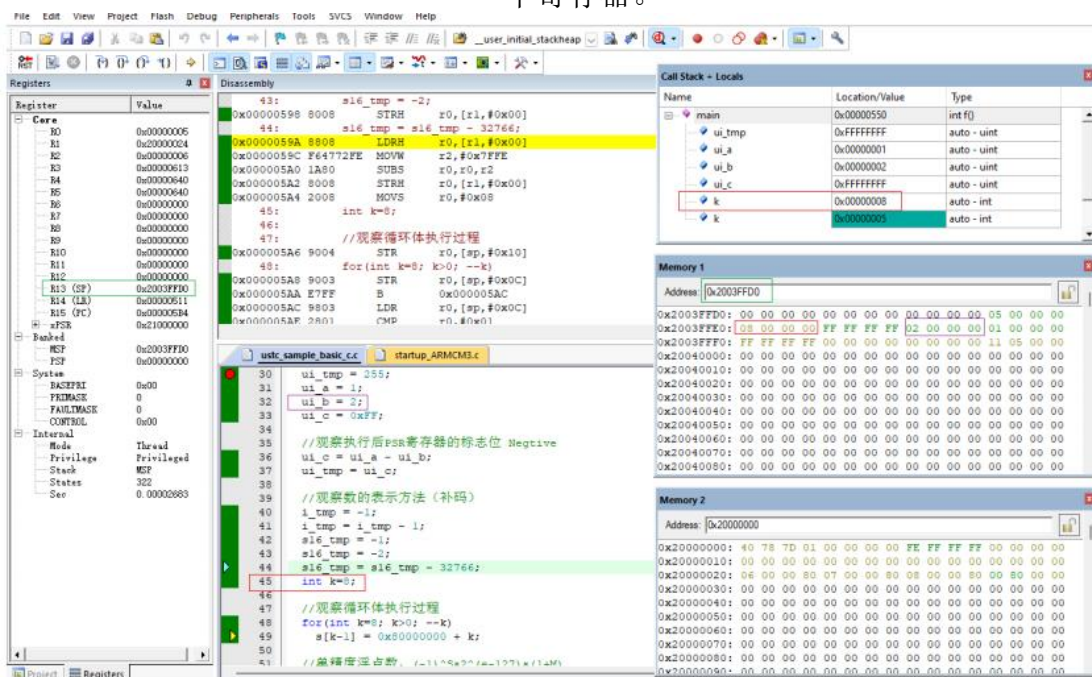 个寄存器。
File Edit View Project Flash Debug Peripherals Tools SVCS Window Help
__user_initial_stackheap
Registers
Register Value
Core
R0 0x00000005
R1 0x20000024
R2 0x00000006
R3 0x00000613
R4 0x00000640
R5 0x00000640
R6 0x00000000
R7 0x00000000
R8 0x00000000
R9 0x00000000
R10 0x00000000
R11 0x00000000
R12 0x00000000
R13 (SP) 0x2003FFD0
R14 (LR) 0x00000511
R15 (PC) 0x000005B4
xPSR 0x21000000
Banked
MSP 0x2003FFD0
PSP 0x00000000
System
BASEPRI 0x00
PRIMASK 0
FAULTMASK 0
CONTROL 0x00
Internal
Mode Thread
Privilege Privileged
Stack MSP
States 322
Sec 0.00002683
Project Registers
Disassembly
43: s16_tmp = -2;
0x00000598 8008 STRH r0,[r1,#0x00]
44: s16_tmp = s16_tmp - 32766;
0x0000059A 8808 LDRH r0,[r1,#0x00]
0x0000059C F64772FE MOVW r2,#0x7FFE
0x000005A0 1A80 SUBS r0,r0,r2
0x000005A2 8008 STRH r0,[r1,#0x00]
0x000005A4 2008 MOVS r0,#0x08
45: int k=8;
46:
47: //观察循环体执行过程
0x000005A6 9004 STR r0,[sp,#0x10]
48: for(int k=8; k>0; --k)
0x000005A8 9003 STR r0,[sp,#0x0C]
0x000005AA E7FF B 0x000005AC
0x000005AC 9803 LDR r0,[sp,#0x0C]
0x000005AE 2801 CMP r0,#0x01
ustc_sample_basic_c.c startup_ARMCM3.c
30 ui_tmp = 255;
31 ui_a = 1;
32 ui_b = 2;
33 ui_c = 0xFF;
34
35 //观察执行后PSR寄存器的标志位 Negtive
36 ui_c = ui_a - ui_b;
37 ui_tmp = ui_c;
38
39 //观察数的表示方法（补码）
40 i_tmp = -1;
41 i_tmp = i_tmp - 1;
42 s16_tmp = -1;
43 s16_tmp = -2;
44 s16_tmp = s16_tmp - 32766;
45 int k=8;
46
47 //观察循环体执行过程
48 for(int k=8; k>0; --k)
49 s[k-1] = 0x80000000 + k;
50
51 //单精度浮点数,
Call Stack + Locals
Name Location/Value Type
main 0x00000550 int f()
ui_tmp 0xFFFFFFFF auto - uint
ui_a 0x00000001 auto - uint
ui_b 0x00000002 auto - uint
ui_c 0xFFFFFFFF auto - uint
k 0x00000008 auto - int
k 0x00000005 auto - int
Memory 1
Address: 0x2003FFD0
0x2003FFD0: 00 00 00 00 00 00 00 00 00 00 00 00 05 00 00 00
0x2003FFE0: 08 00 00 00 FF FF FF FF 02 00 00 00 01 00 00 00
0x2003FFF0: FF FF FF FF 00 00 00 00 00 00 00 00 11 05 00 00
0x20040000: 00 00 00 00 00 00 00 00 00 00 00 00 00 00 00 00
0x20040010: 00 00 00 00 00 00 00 00 00 00 00 00 00 00 00 00
0x20040020: 00 00 00 00 00 00 00 00 00 00 00 00 00 00 00 00
0x20040030: 00 00 00 00 00 00 00 00 00 00 00 00 00 00 00 00
0x20040040: 00 00 00 00 00 00 00 00 00 00 00 00 00 00 00 00
0x20040050: 00 00 00 00 00 00 00 00 00 00 00 00 00 00 00 00
0x20040060: 00 00 00 00 00 00 00 00 00 00 00 00 00 00 00 00
0x20040070: 00 00 00 00 00 00 00 00 00 00 00 00 00 00 00 00
0x20040080: 00 00 00 00 00 00 00 00 00 00 00 00 00 00 00 00
Memory 2
Address: 0x20000000
0x20000000: 40 78 7D 01 00 00 00 00 FE FF FF FF 00 00 00 00
0x20000010: 00 00 00 00 00 00 00 00 00 00 00 00 00 00 00 00
0x20000020: 06 00 00 80 07 00 00 80 08 00 00 80 00 80 00 00
0x20000030: 00 00 00 00 00 00 00 00 00 00 00 00 00 00 00 00
0x20000040: 00 00 00 00 00 00 00 00 00 00 00 00 00 00 00 00
0x20000050: 00 00 00 00 00 00 00 00 00 00 00 00 00 00 00 00
0x20000060: 00 00 00 00 00 00 00 00 00 00 00 00 00 00 00 00
0x20000070: 00 00 00 00 00 00 00 00 00 00 00 00 00 00 00 00
0x20000080: 00 00 00 00 00 00 00 00 00 00 00 00 00 00 00 00
0x20000090: 00 00 00 00 00 00 00 00 00 00 00 00 00 00 00 00